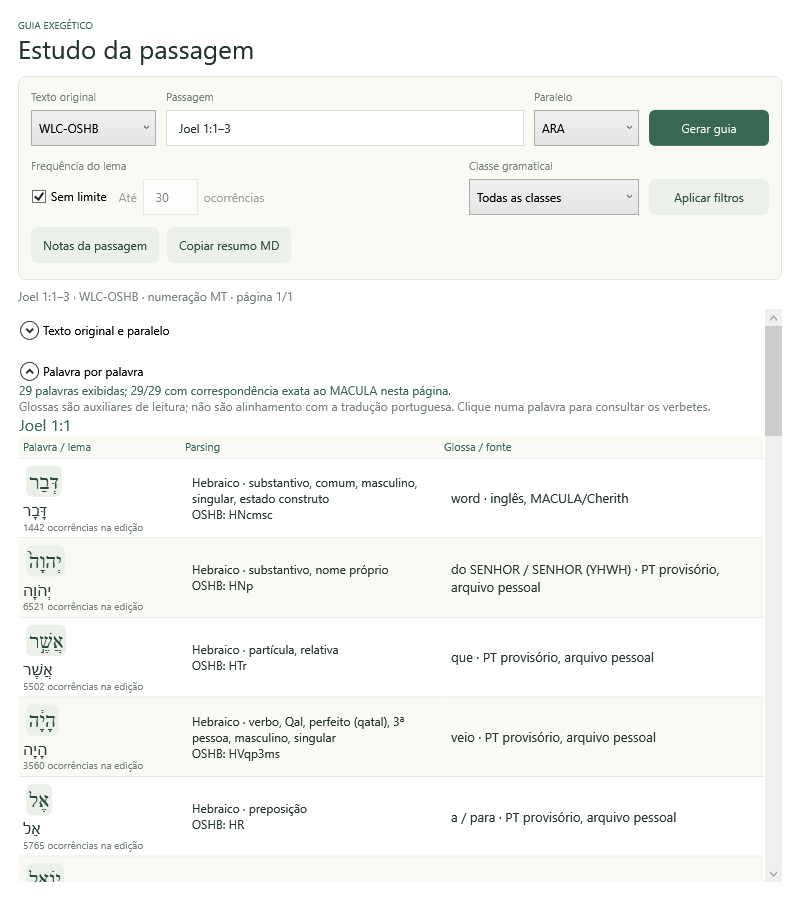 GUIA EXEGÉTICO
Estudo da passagem
Texto original Passagem Paralelo
WLC-OSHB Joel 1:1–3 ARA Gerar guia
Frequência do lema Classe gramatical
Sem limite Até 30 ocorrências Todas as classes Aplicar filtros
Notas da passagem Copiar resumo MD
Joel 1:1–3 · WLC-OSHB · numeração MT · página 1/1
Texto original e paralelo
Palavra por palavra
29 palavras exibidas; 29/29 com correspondência exata ao MACULA nesta página.
Glossas são auxiliares de leitura; não são alinhamento com a tradução portuguesa. Clique numa palavra para consultar os verbetes.
Joel 1:1
Palavra / lema Parsing Glossa / fonte
דְּבַר
דָּבָר
1442 ocorrências na edição
Hebraico · substantivo, comum, masculino,
singular, estado construto
OSHB: HNcmsc
word · inglês, MACULA/Cherith
יְהוָה֙
יְהֹוָה
6521 ocorrências na edição
Hebraico · substantivo, nome próprio
OSHB: HNp
do SENHOR / SENHOR (YHWH) · PT provisório,
arquivo pessoal
אֲשֶׁ֣ר
אֲשֶׁר
5502 ocorrências na edição
Hebraico · partícula, relativa
OSHB: HTr
que · PT provisório, arquivo pessoal
הָיָ֔ה
הָיָה
3560 ocorrências na edição
Hebraico · verbo, Qal, perfeito (qatal), 3ª
pessoa, masculino, singular
OSHB: HVqp3ms
veio · PT provisório, arquivo pessoal
אֶל
אֵל
5765 ocorrências na edição
Hebraico · preposição
OSHB: HR
a / para · PT provisório, arquivo pessoal